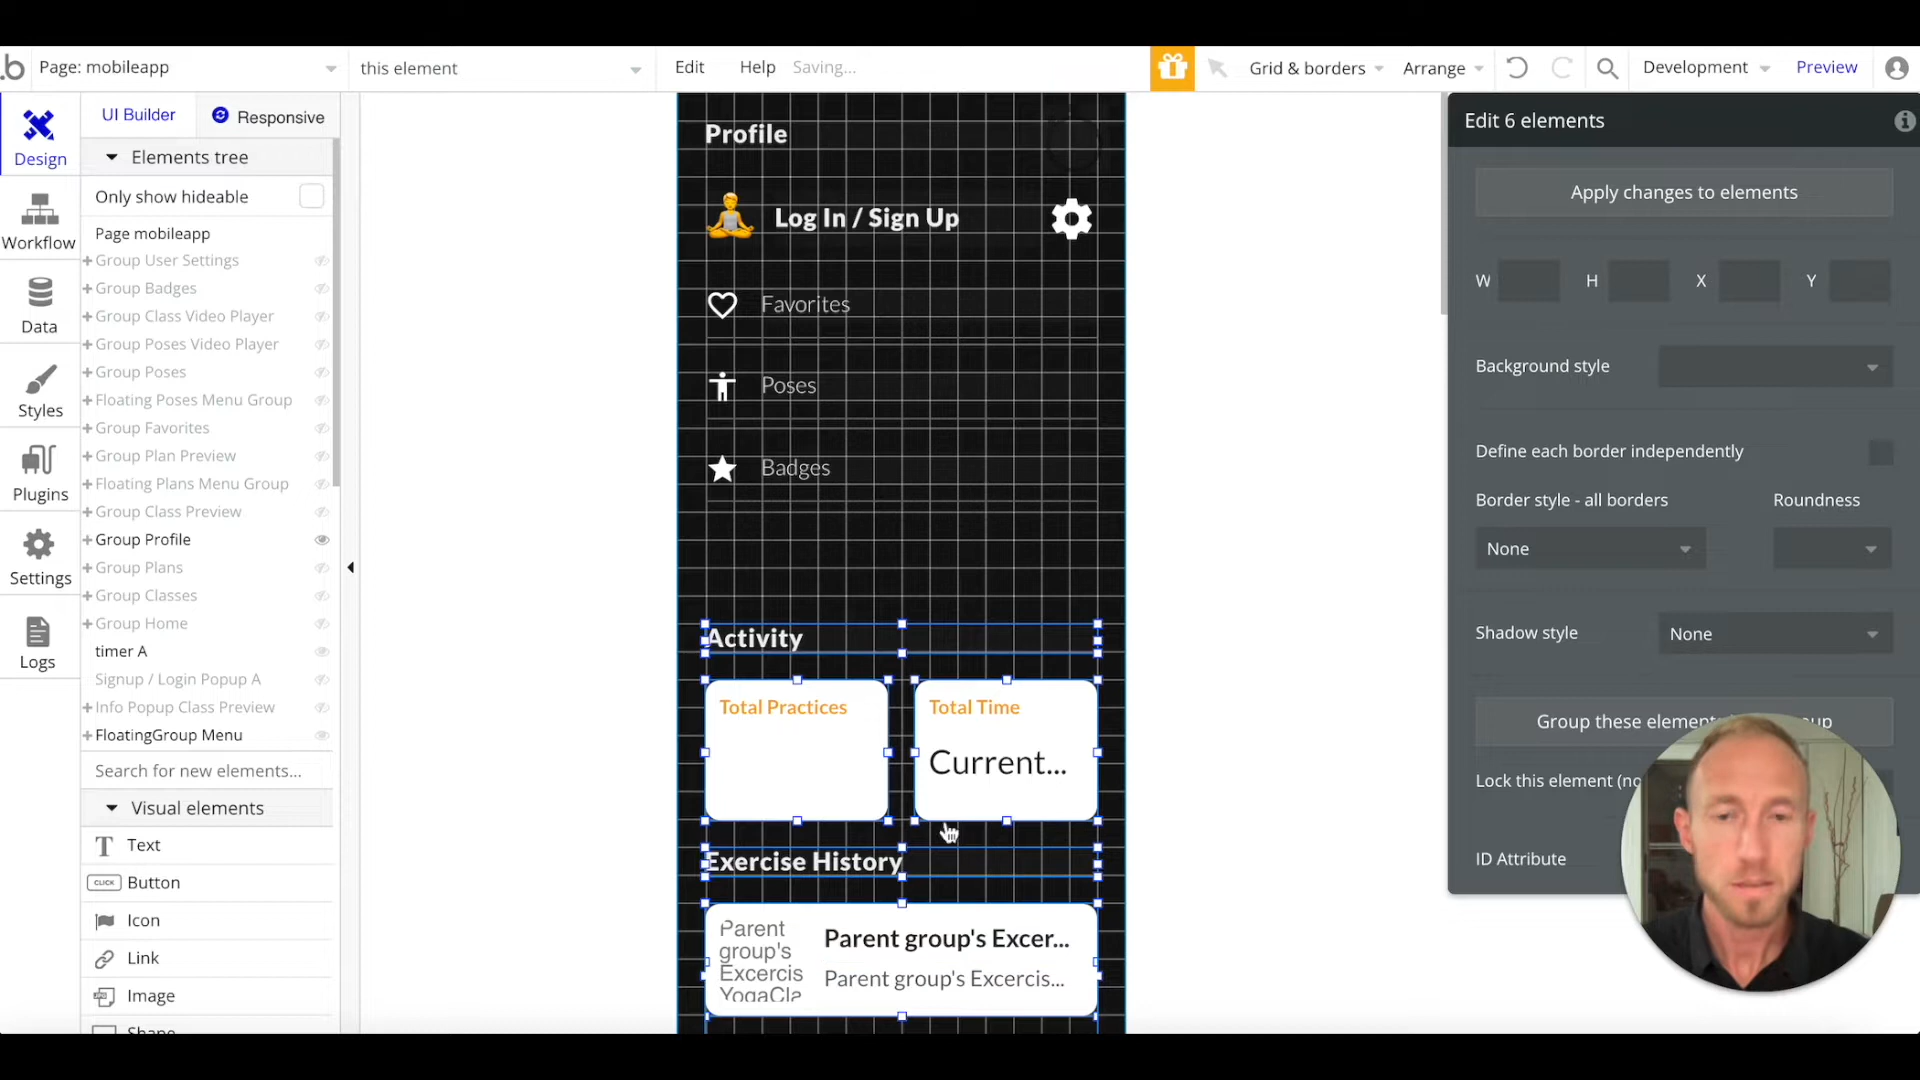 .b
Page: mobileapp
this element
Edit
Help
Saving...
Grid & borders
Arrange
Development
Preview
Design
Workflow
Data
Styles
Plugins
Settings
Logs
UI Builder
Responsive
Elements tree
Only show hideable
Page mobileapp
+ Group User Settings
+ Group Badges
+ Group Class Video Player
+ Group Poses Video Player
+ Group Poses
+ Floating Poses Menu Group
+ Group Favorites
+ Group Plan Preview
+ Floating Plans Menu Group
+ Group Class Preview
+ Group Profile
+ Group Plans
+ Group Classes
+ Group Home
timer A
Signup / Login Popup A
+ Info Popup Class Preview
+ FloatingGroup Menu
Search for new elements...
Visual elements
T Text
CLICK Button
Icon
Link
Image
Shape
Profile
Log In / Sign Up
Favorites
Poses
Badges
Activity
Total Practices
Total Time
Current...
Exercise History
Parent
group's
Excercis
YogaCla
Parent group's Excer...
Parent group's Excercis...
Edit 6 elements
Apply changes to elements
W
H
X
Y
Background style
Define each border independently
Border style - all borders
Roundness
None
Shadow style
None
Group these element
Lock this element (no
ID Attribute